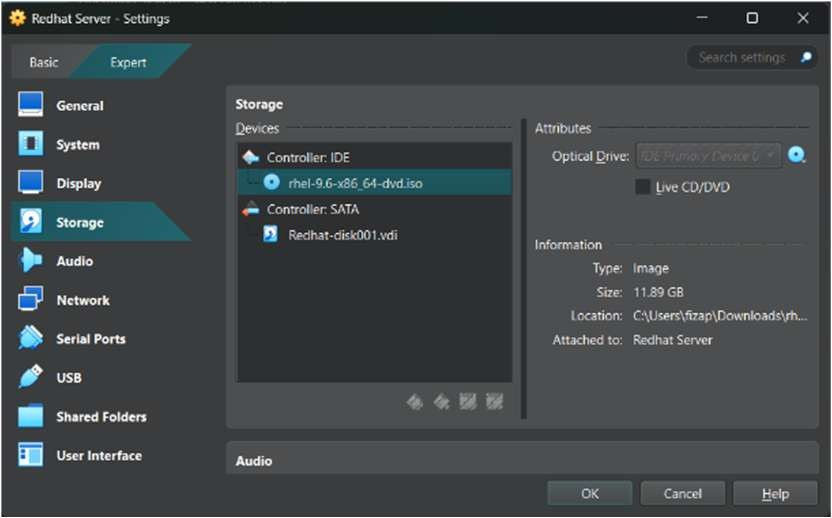 Redhat Server - Settings
Basic
Expert
Search settings
General
System
Display
Storage
Audio
Network
Serial Ports
USB
Shared Folders
User Interface
Storage
Devices
Controller: IDE
rhel-9.6-x86_64-dvd.iso
Controller: SATA
Redhat-disk001.vdi
Attributes
Optical Drive: IDE Primary Device 0
Live CD/DVD
Information
Type: Image
Size: 11.89 GB
Location: C:\Users\fizap\Downloads\rh...
Attached to: Redhat Server
Audio
OK
Cancel
Help